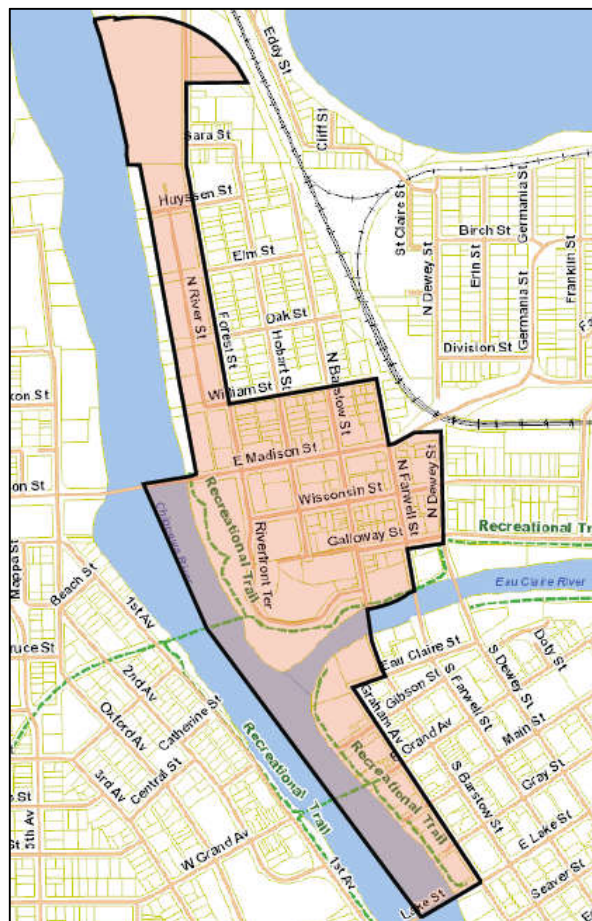 Eddy St
Cliff St
Sara St
St Claire St
Germania St
Huyssen St
Birch St
N Dewey St
Erin St
Franklin St
Elm St
N River St
Forest St
Oak St
Hobart St
Germania St
Division St
N Barstow St
William St
E Madison St
N Farwell St
N Dewey St
Wisconsin St
Recreational Trail
Riverfront Ter
Galloway St
Recreational Tr
Mappa St
Beach St
1st Av
Eau Claire River
2nd Av
Oxford Av
Catherine St
Eau Claire St
Doty St
S Dewey St
Gibson St
S Farwell St
Graham Av
Grand Av
Main St
3rd Av
Central St
Recreational Trail
Recreational Trail
S Barstow St
Gray St
5th Av
W Grand Av
E Lake St
1st Av
Lake St
Seaver St